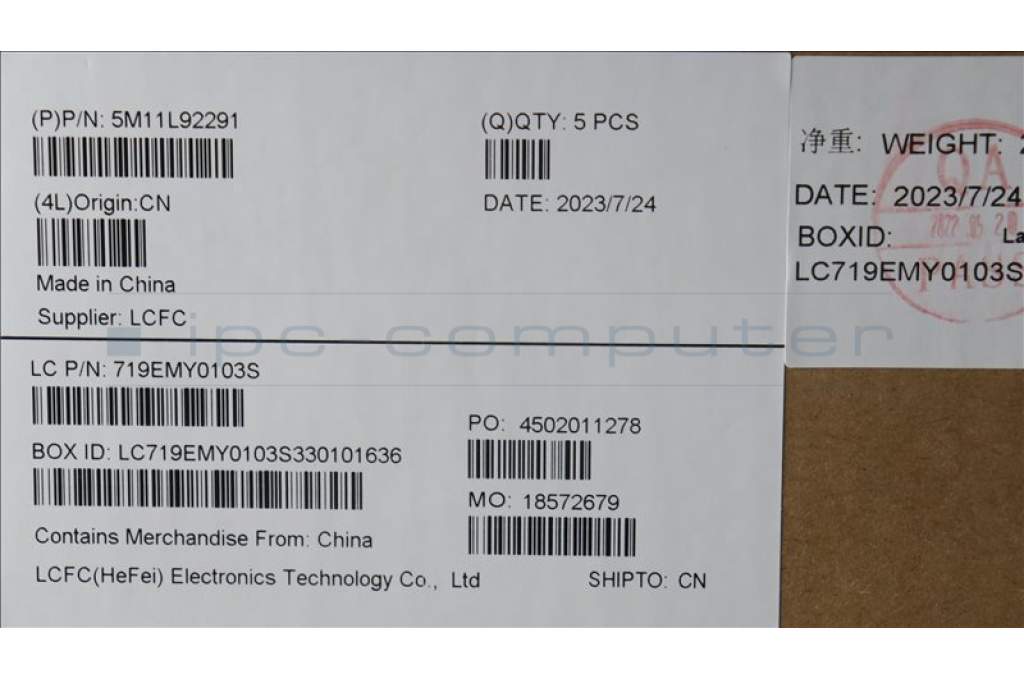 (P)P/N: 5M11L92291
(Q)QTY: 5 PCS
(4L)Origin:CN
DATE: 2023/7/24
Made in China
Supplier: LCFC
LC P/N: 719EMY0103S
PO: 4502011278
BOX ID: LC719EMY0103S330101636
MO: 18572679
Contains Merchandise From: China
LCFC(HeFei) Electronics Technology Co., Ltd
SHIPTO: CN
净重: WEIGHT:
DATE: 2023/7/24
BOXID:
LC719EMY0103S
QA
ipc-computer